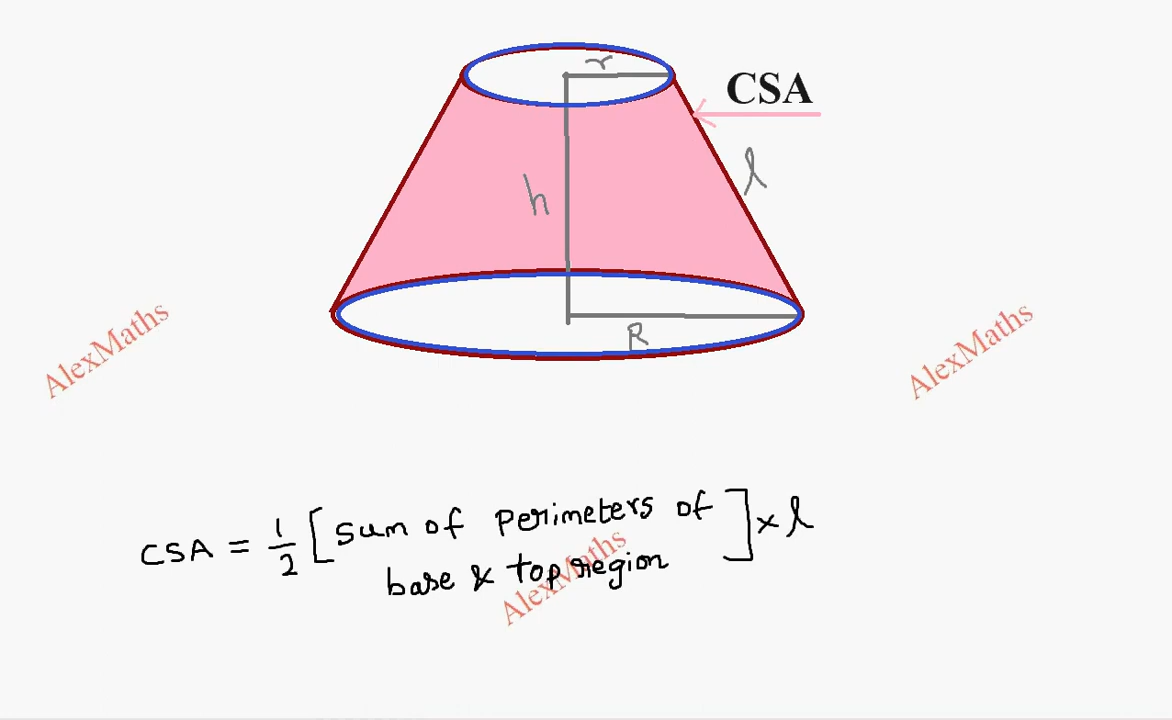 r
CSA
l
h
R
AlexMaths
AlexMaths
CSA = 1/2 [sum of perimeters of
base & top region] × l
AlexMaths